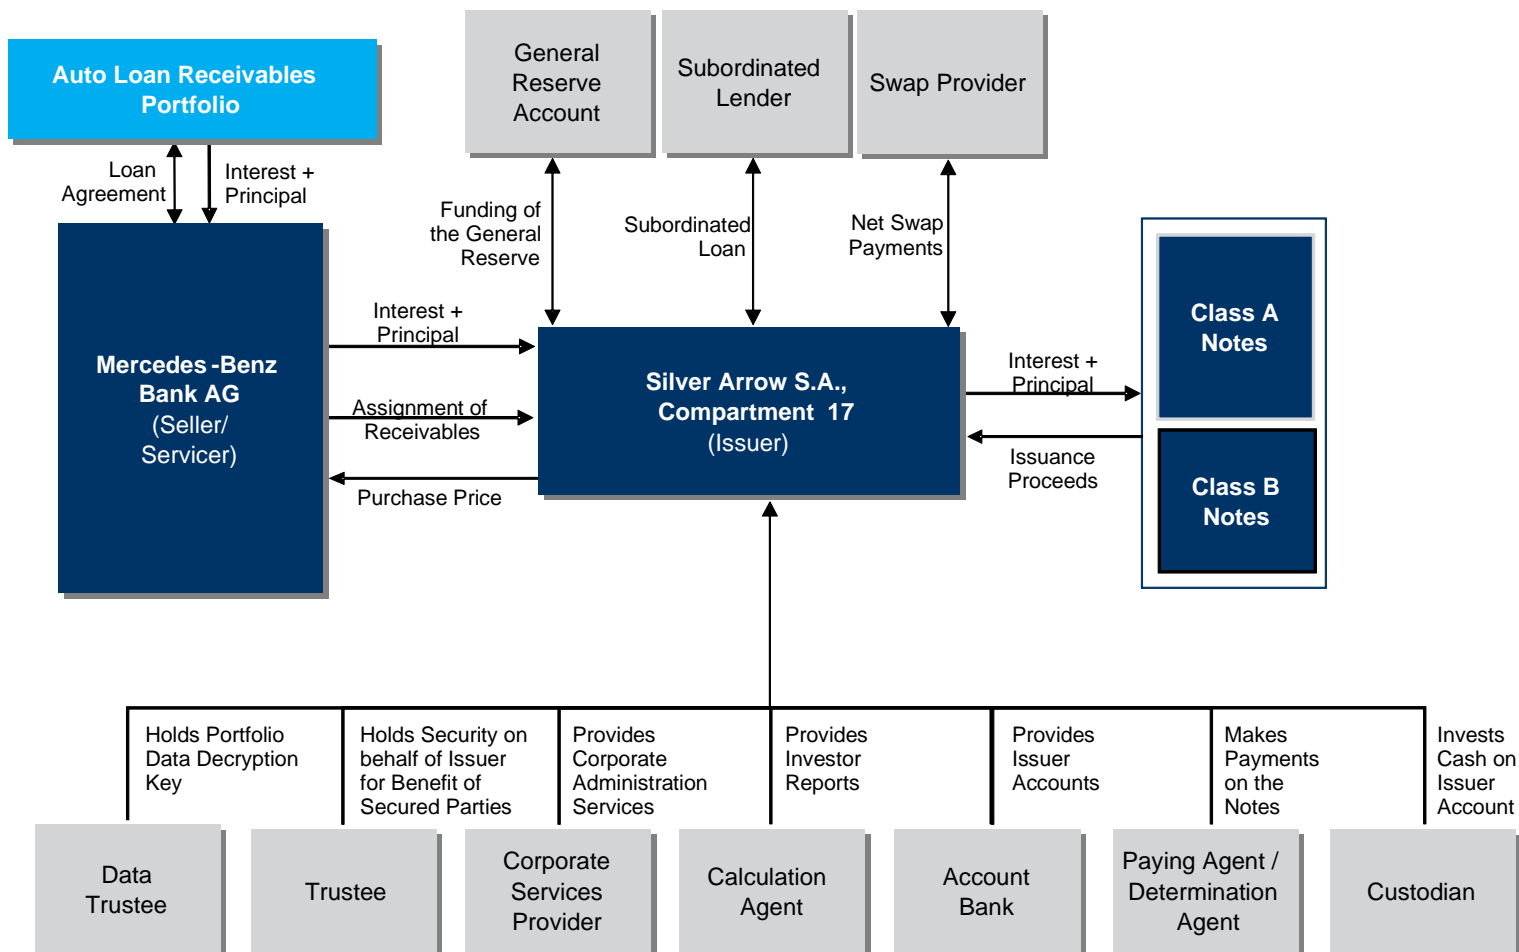 Auto Loan Receivables
Portfolio
General
Reserve
Account
Subordinated
Lender
Swap Provider
Loan
Agreement
Interest +
Principal
Funding of
the General
Reserve
Subordinated
Loan
Net Swap
Payments
Mercedes -Benz
Bank AG
(Seller/
Servicer)
Interest +
Principal
Assignment of
Receivables
Purchase Price
Silver Arrow S.A.,
Compartment 17
(Issuer)
Interest +
Principal
Issuance
Proceeds
Class A
Notes
Class B
Notes
Holds Portfolio
Data Decryption
Key
Holds Security on
behalf of Issuer
for Benefit of
Secured Parties
Provides
Corporate
Administration
Services
Provides
Investor
Reports
Provides
Issuer
Accounts
Makes
Payments
on the
Notes
Invests
Cash on
Issuer
Account
Data
Trustee
Trustee
Corporate
Services
Provider
Calculation
Agent
Account
Bank
Paying Agent /
Determination
Agent
Custodian